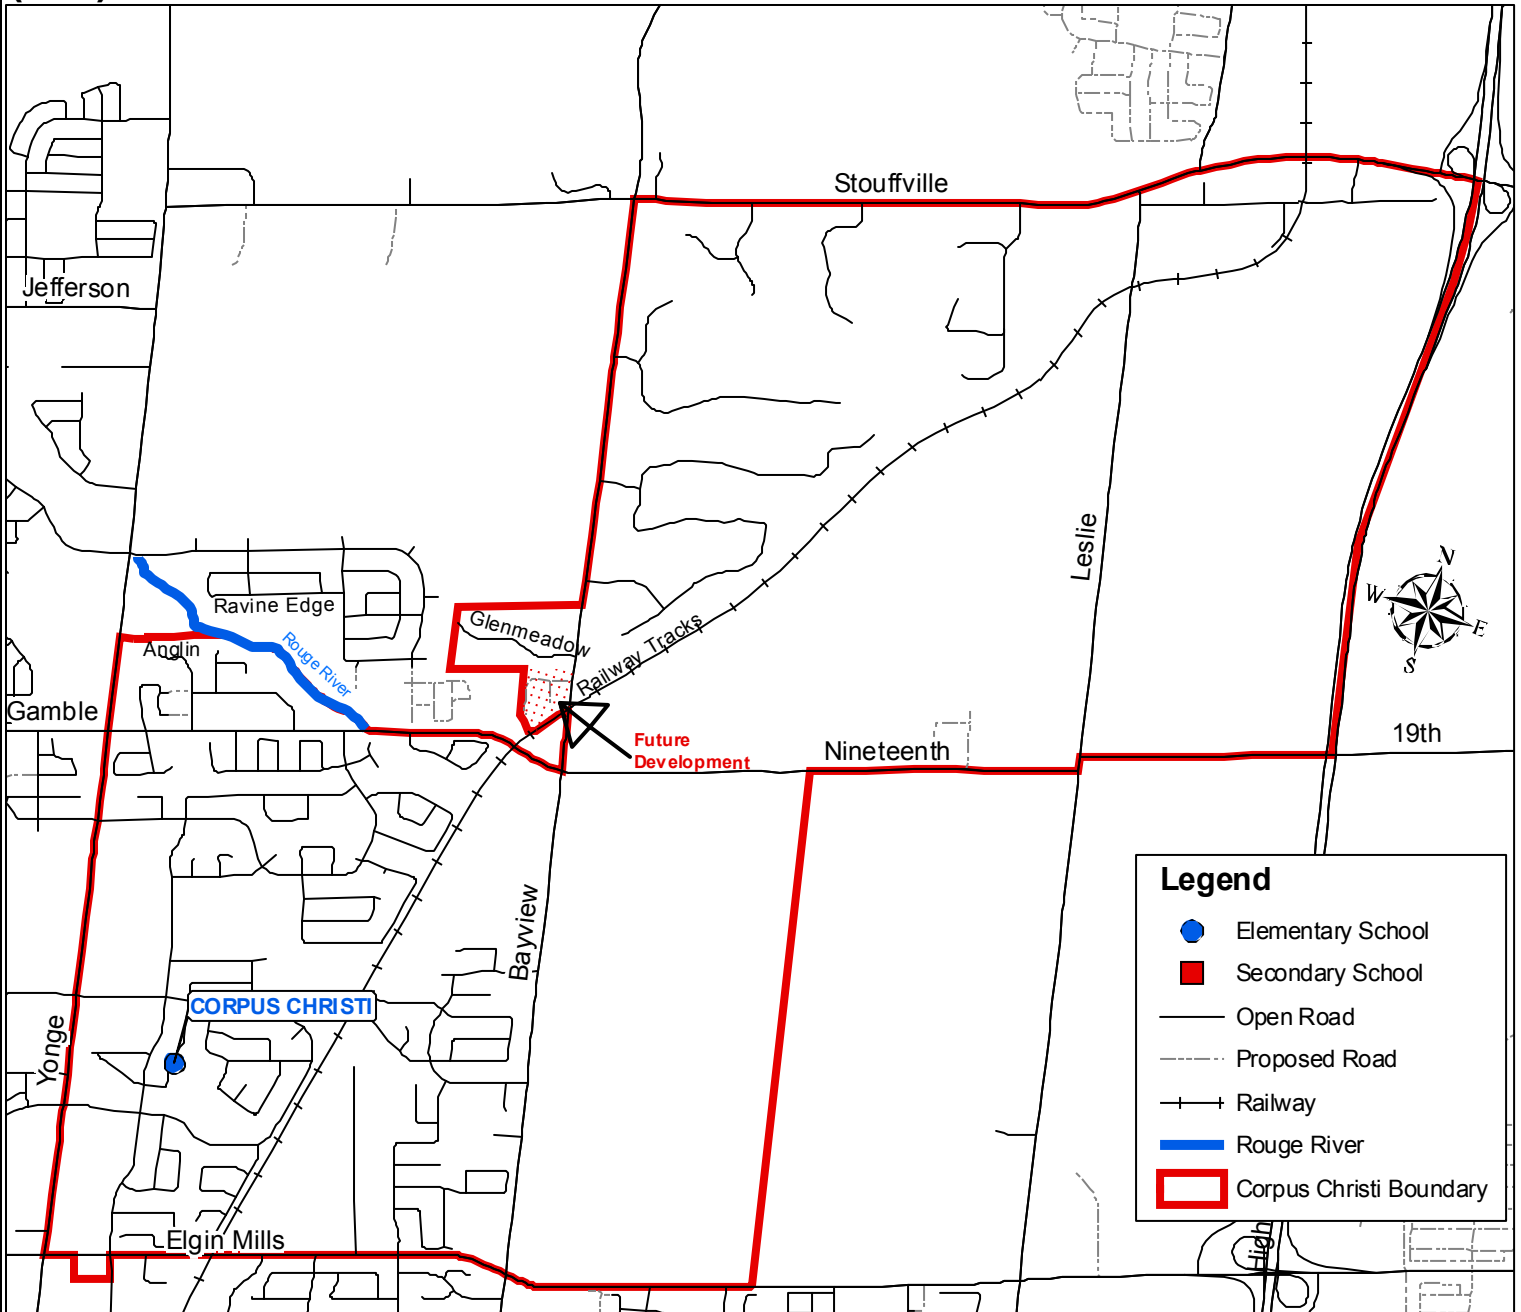 Stouffville
Jefferson
Leslie
N
W
E
S
Ravine Edge
Glenmeadow
Anglin
Rouge River
Railway Tracks
Gamble
Future
Development
Nineteenth
19th
Bayview
Yonge
CORPUS CHRISTI
Elgin Mills
Legend
Elementary School
Secondary School
Open Road
Proposed Road
Railway
Rouge River
Corpus Christi Boundary